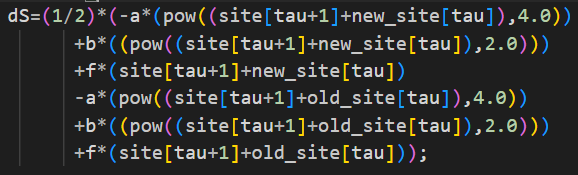 dS=(1/2)*(-a*(pow((site[tau+1]+new_site[tau]),4.0))
+b*((pow((site[tau+1]+new_site[tau]),2.0)))
+f*(site[tau+1]+new_site[tau])
-a*(pow((site[tau+1]+old_site[tau]),4.0))
+b*((pow((site[tau+1]+old_site[tau]),2.0)))
+f*(site[tau+1]+old_site[tau]));